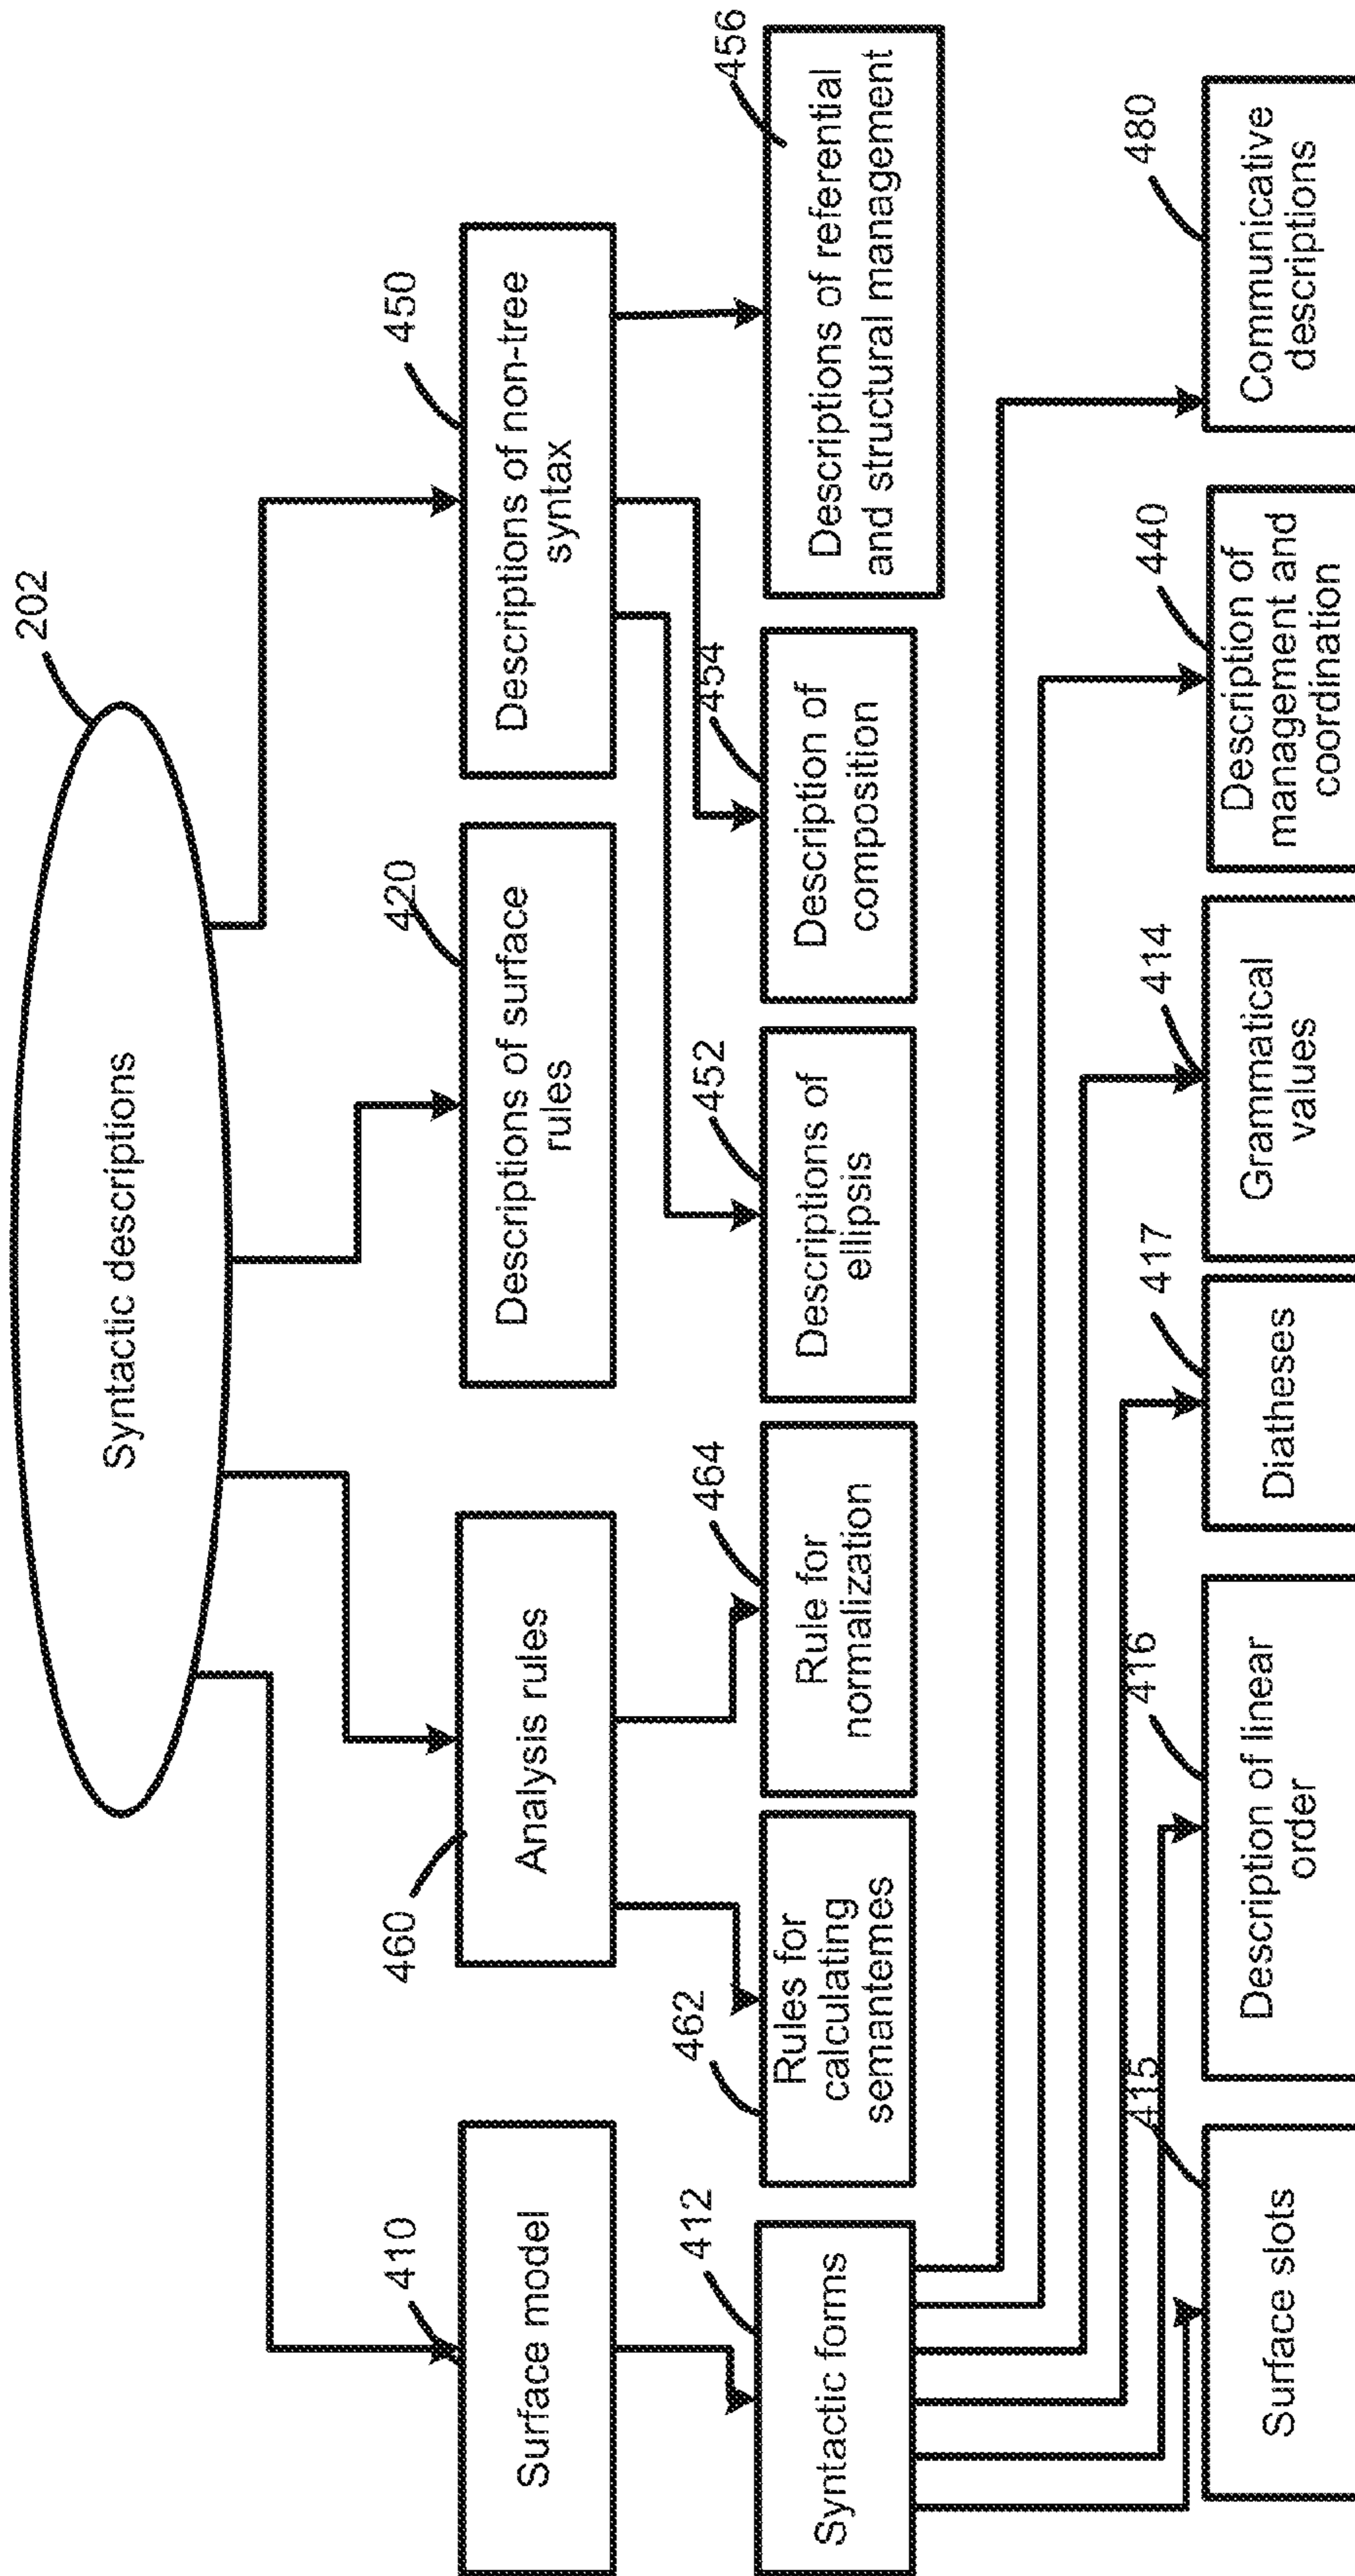 202
Syntactic descriptions
410
Surface model
460
Analysis rules
420
Descriptions of surface
rules
450
Descriptions of non-tree
syntax
412
Syntactic forms
462
Rules for
calculating
semantemes
464
Rule for
normalization
452
Descriptions of
ellipsis
454
Description of
composition
456
Descriptions of referential
and structural management
415
Surface slots
416
Description of linear
order
417
Diatheses
414
Grammatical
values
440
Description of
management and
coordination
480
Communicative
descriptions